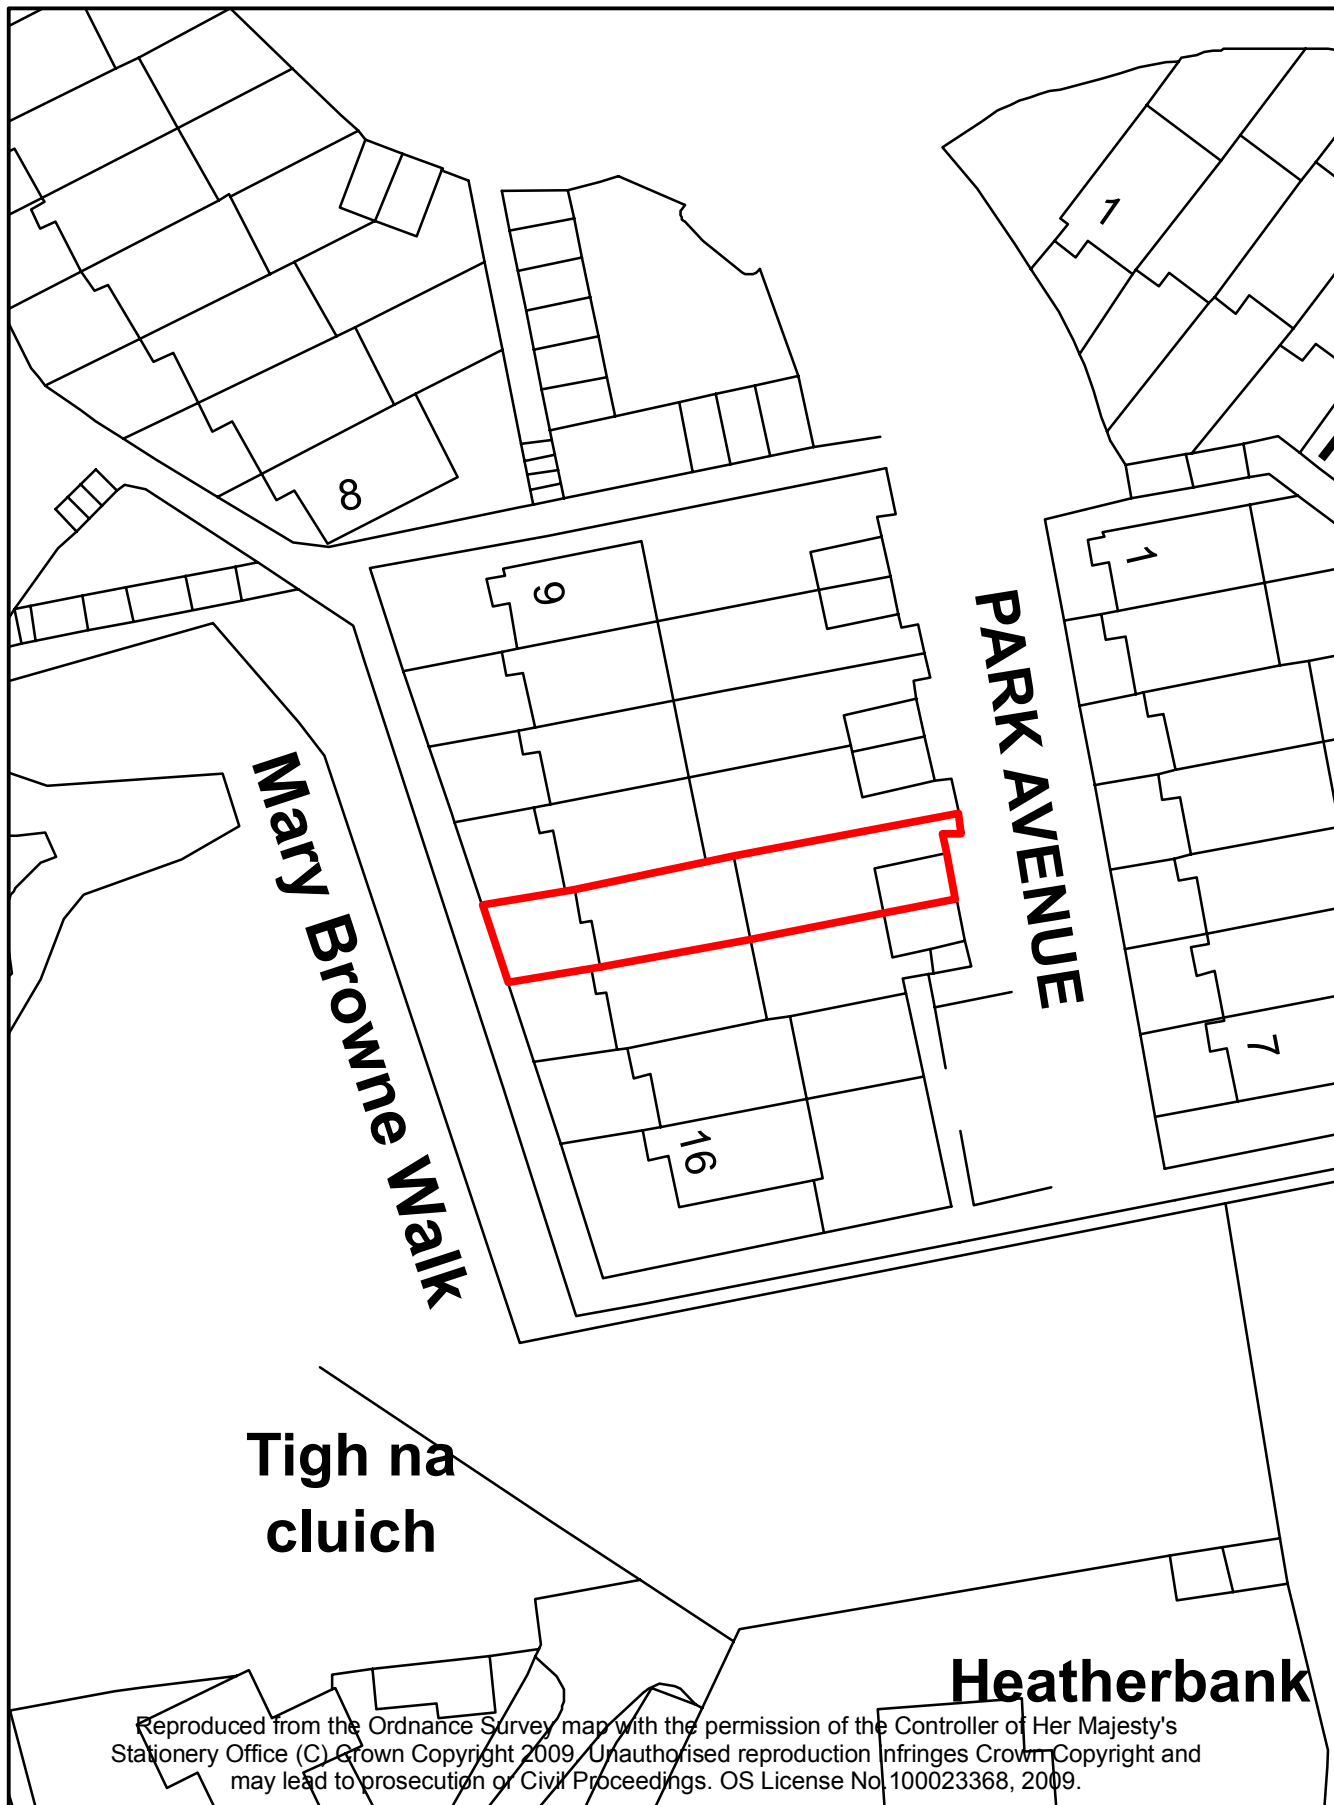 1
8
9
1
PARK AVENUE
Mary Browne Walk
7
16
Tigh na
cluich
Heatherbank
Reproduced from the Ordnance Survey map with the permission of the Controller of Her Majesty's
Stationery Office (C) Crown Copyright 2009. Unauthorised reproduction infringes Crown Copyright and
may lead to prosecution or Civil Proceedings. OS License No.100023368, 2009.